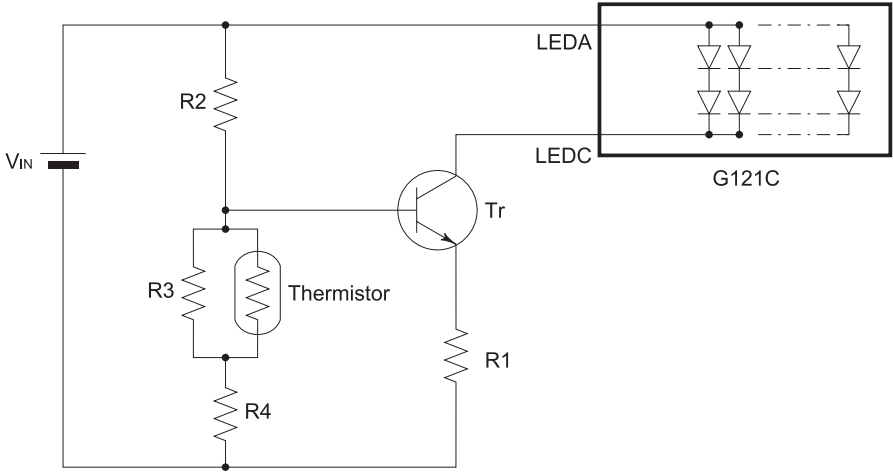 LEDA
R2
VIN
LEDC
G121C
Tr
R3
Thermistor
R1
R4